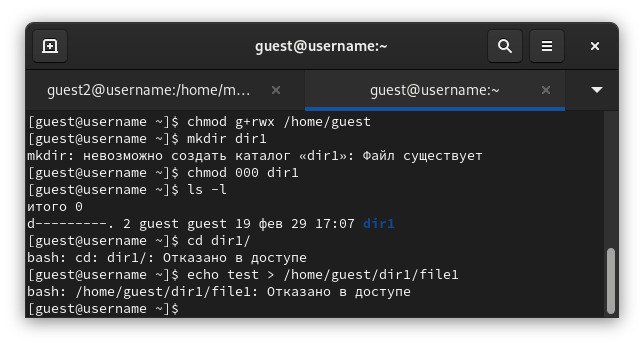 guest@username:~
guest2@username:/home/m...
guest@username:~
[guest@username ~]$ chmod g+rwx /home/guest
[guest@username ~]$ mkdir dir1
mkdir: невозможно создать каталог «dir1»: Файл существует
[guest@username ~]$ chmod 000 dir1
[guest@username ~]$ ls -l
итого 0
d---------. 2 guest guest 19 фев 29 17:07 dir1
[guest@username ~]$ cd dir1/
bash: cd: dir1/: Отказано в доступе
[guest@username ~]$ echo test > /home/guest/dir1/file1
bash: /home/guest/dir1/file1: Отказано в доступе
[guest@username ~]$